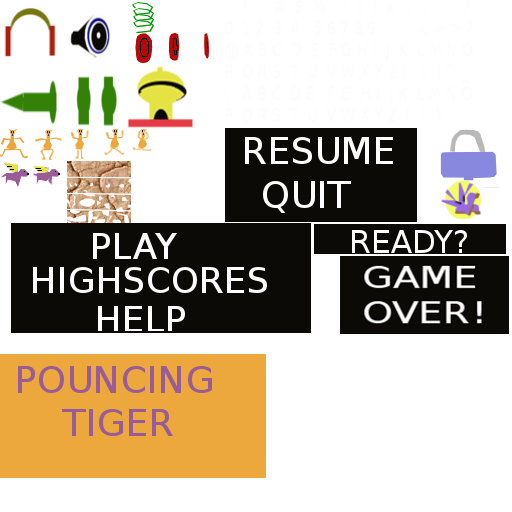 RESUME
QUIT
PLAY
HIGHSCORES
HELP
READY?
GAME
OVER!
POUNCING
TIGER